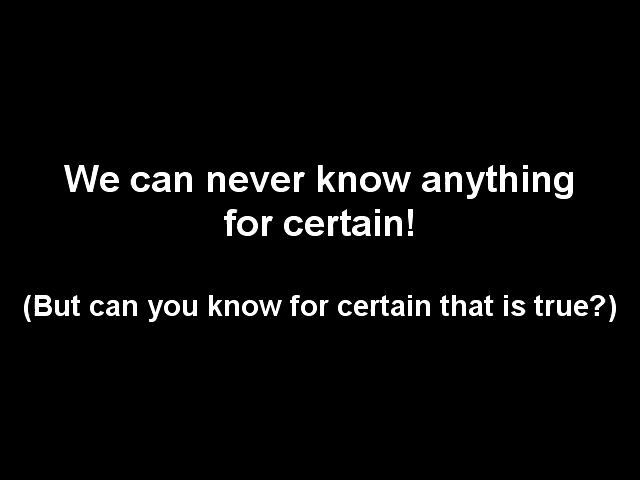 We can never know anything
for certain!
(But can you know for certain that is true?)